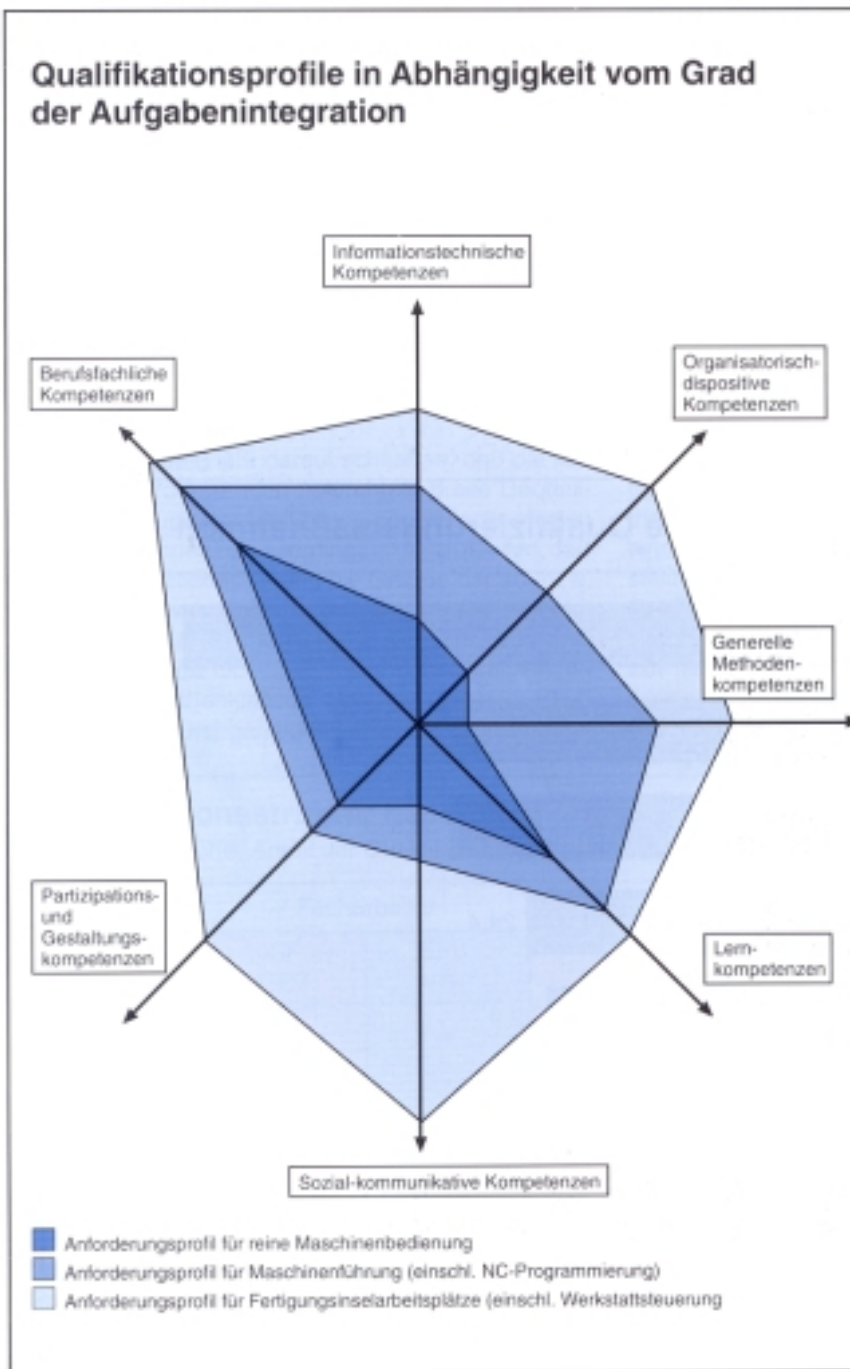 Qualifikationsprofile in Abhängigkeit vom Grad
der Aufgabenintegration
Informationstechnische
Kompetenzen
Berufsfachliche
Kompetenzen
Organisatorisch-
dispositive
Kompetenzen
Generelle
Methoden-
kompetenzen
Partizipations-
und
Gestaltungs-
kompetenzen
Lern-
kompetenzen
Sozial-kommunikative Kompetenzen
Anforderungsprofil für reine Maschinenbedienung
Anforderungsprofil für Maschinenführung (einschl. NC-Programmierung)
Anforderungsprofil für Fertigungsinselarbeitsplätze (einschl. Werkstattsteuerung